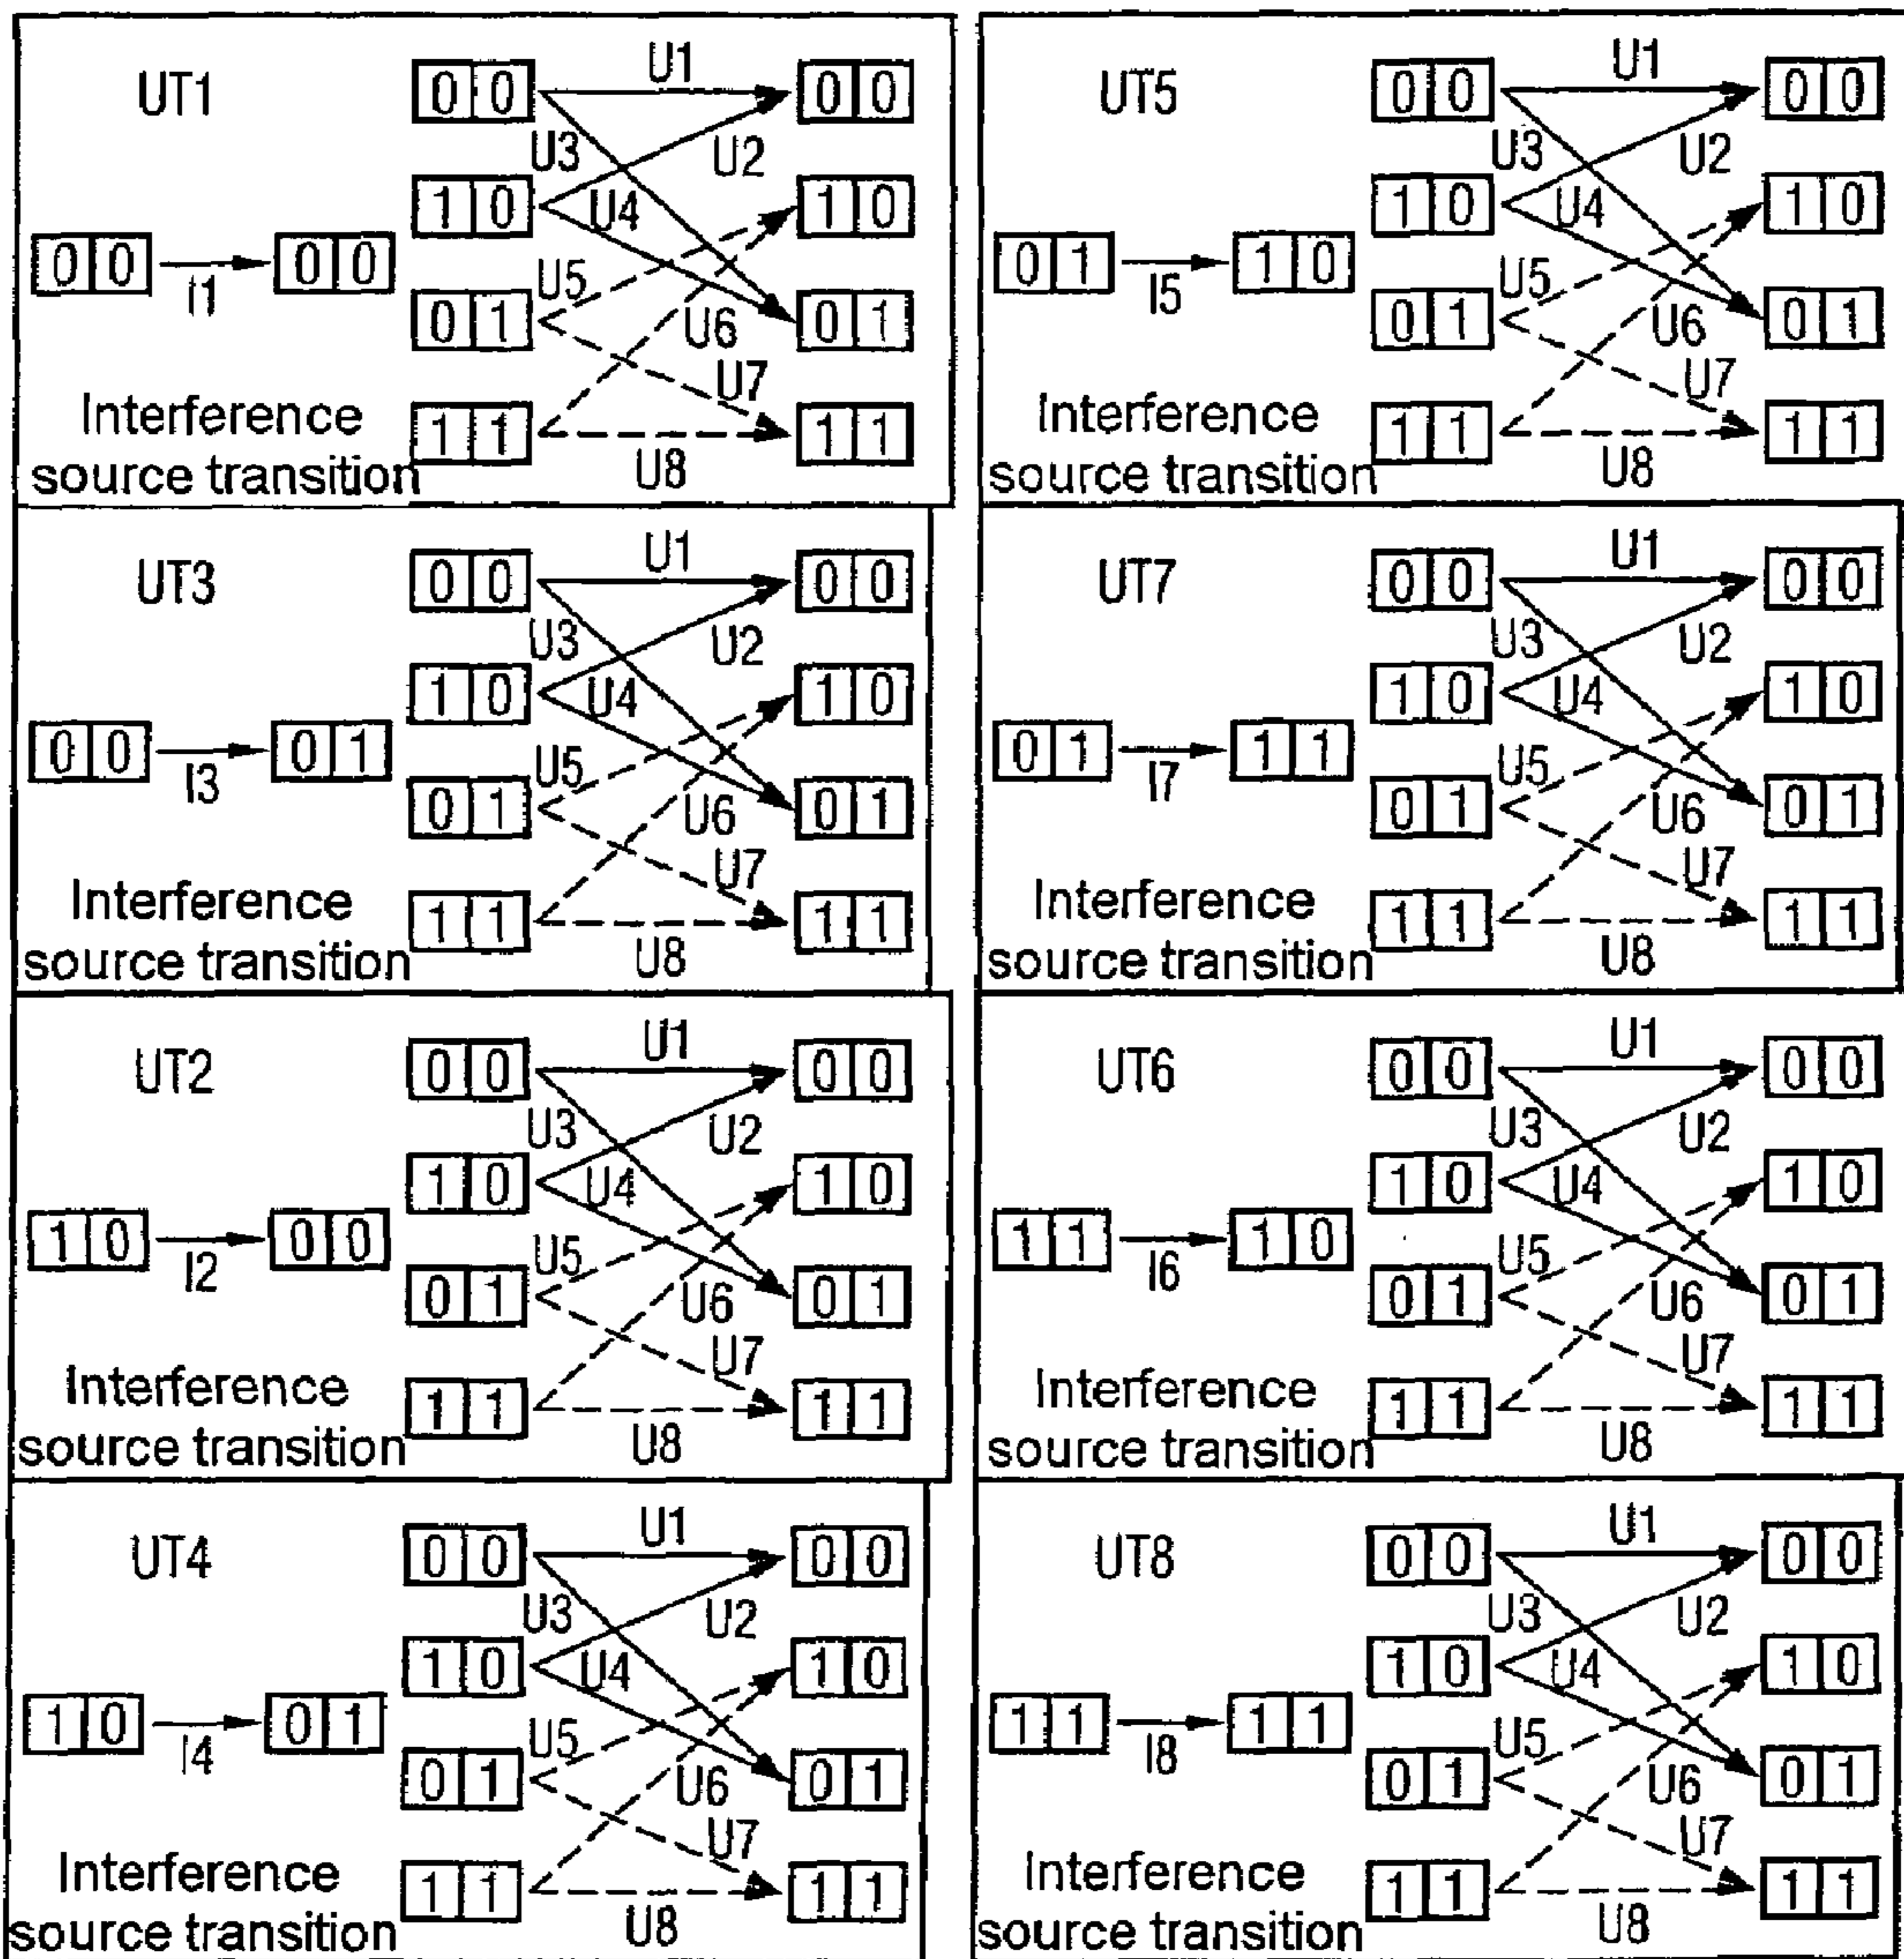 UT1
U1
0 0
0 0
U3
U2
1 0
U4
1 0
0 0
I1
0 0
U5
0 1
U6
0 1
U7
Interference
source transition
1 1
1 1
U8
UT5
U1
0 0
0 0
U3
U2
1 0
U4
1 0
0 1
I5
1 0
U5
0 1
U6
0 1
U7
Interference
source transition
1 1
1 1
U8
UT3
U1
0 0
0 0
U3
U2
1 0
U4
1 0
0 0
I3
0 1
U5
0 1
U6
0 1
U7
Interference
source transition
1 1
1 1
U8
UT7
U1
0 0
0 0
U3
U2
1 0
U4
1 0
0 1
I7
1 1
U5
0 1
U6
0 1
U7
Interference
source transition
1 1
1 1
U8
UT2
U1
0 0
0 0
U3
U2
1 0
U4
1 0
1 0
I2
0 0
U5
0 1
U6
0 1
U7
Interference
source transition
1 1
1 1
U8
UT6
U1
0 0
0 0
U3
U2
1 0
U4
1 0
1 1
I6
1 0
U5
0 1
U6
0 1
U7
Interference
source transition
1 1
1 1
U8
UT4
U1
0 0
0 0
U3
U2
1 0
U4
1 0
1 0
I4
0 1
U5
0 1
U6
0 1
U7
Interference
source transition
1 1
1 1
U8
UT8
U1
0 0
0 0
U3
U2
1 0
U4
1 0
1 1
I8
1 1
U5
0 1
U6
0 1
U7
Interference
source transition
1 1
1 1
U8